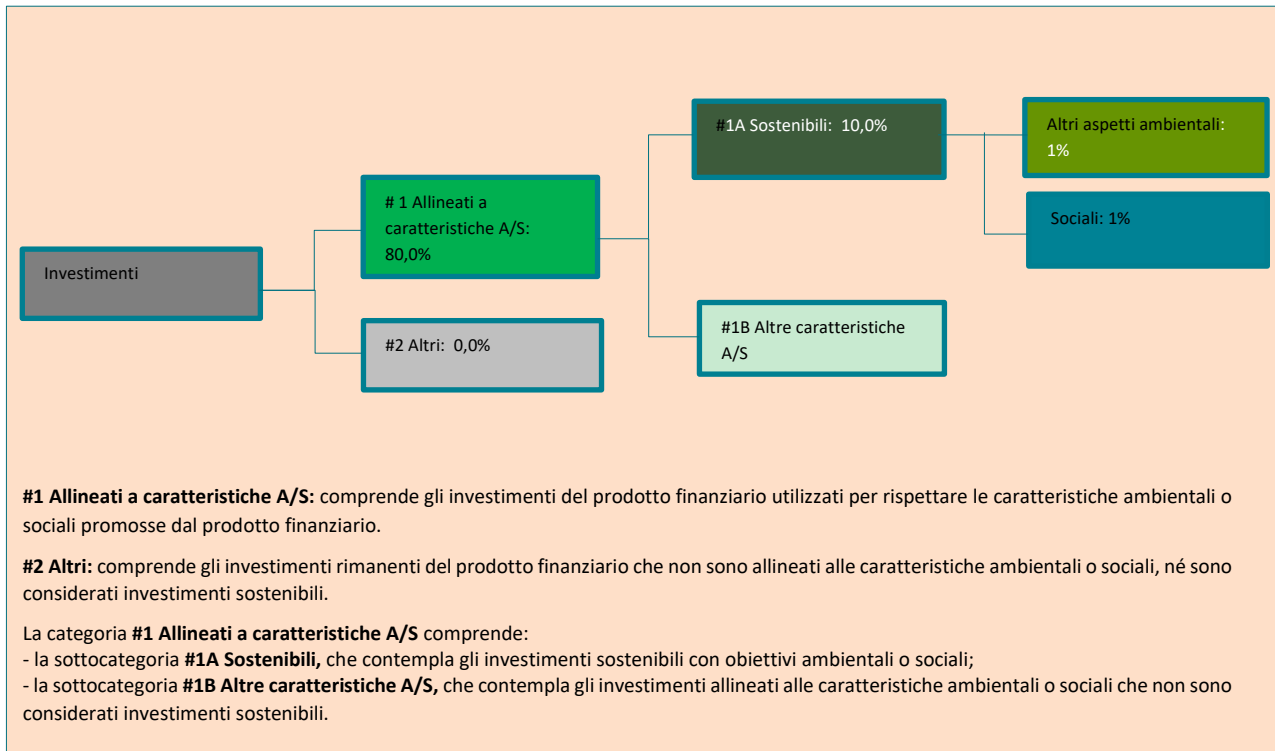 #1A Sostenibili: 10,0%
Altri aspetti ambientali:
1%
# 1 Allineati a
caratteristiche A/S:
80,0%
Sociali: 1%
Investimenti
#2 Altri: 0,0%
#1B Altre caratteristiche
A/S
#1 Allineati a caratteristiche A/S: comprende gli investimenti del prodotto finanziario utilizzati per rispettare le caratteristiche ambientali o
sociali promosse dal prodotto finanziario.
#2 Altri: comprende gli investimenti rimanenti del prodotto finanziario che non sono allineati alle caratteristiche ambientali o sociali, né sono
considerati investimenti sostenibili.
La categoria #1 Allineati a caratteristiche A/S comprende:
- la sottocategoria #1A Sostenibili, che contempla gli investimenti sostenibili con obiettivi ambientali o sociali;
- la sottocategoria #1B Altre caratteristiche A/S, che contempla gli investimenti allineati alle caratteristiche ambientali o sociali che non sono
considerati investimenti sostenibili.